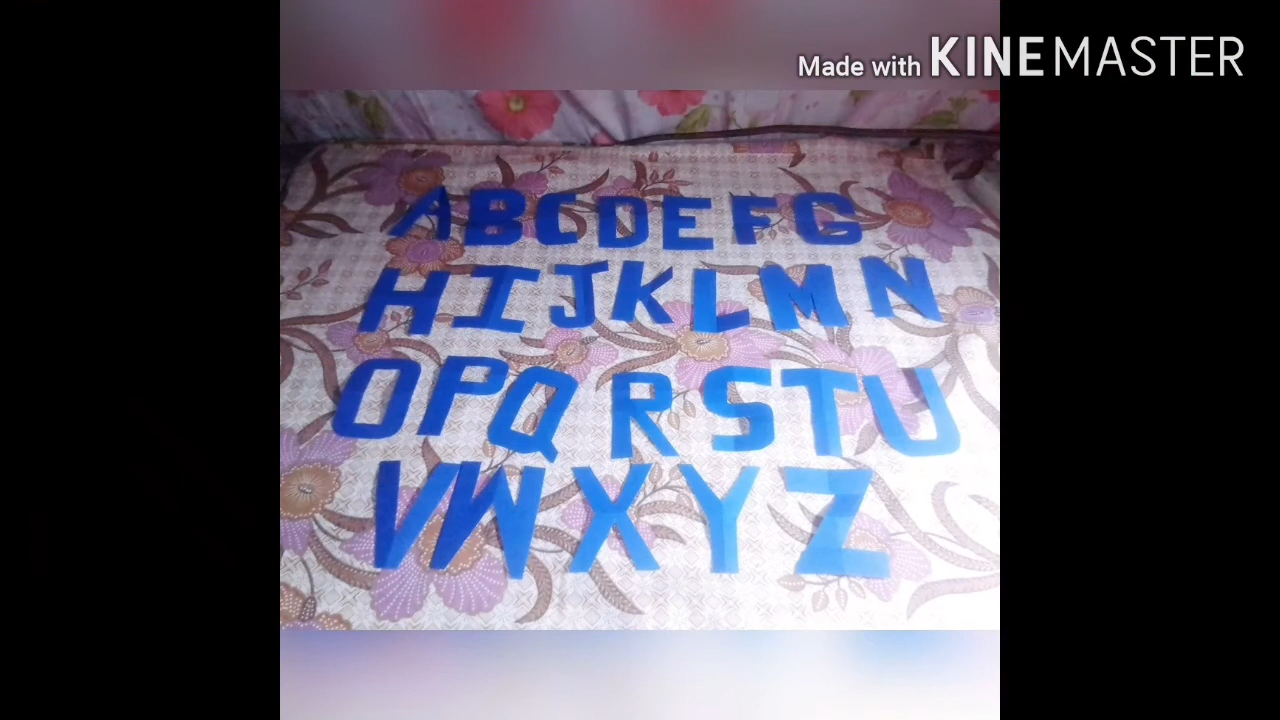 Made with KINEMASTER
ABCDEFG
HIJKLMN
OPQRSTU
VWXYZ